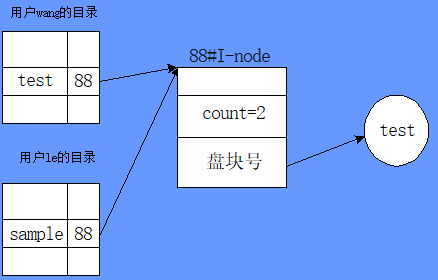 用户wang的目录
test 88
用户le的目录
sample 88
88#I-node
count=2
盘块号
test